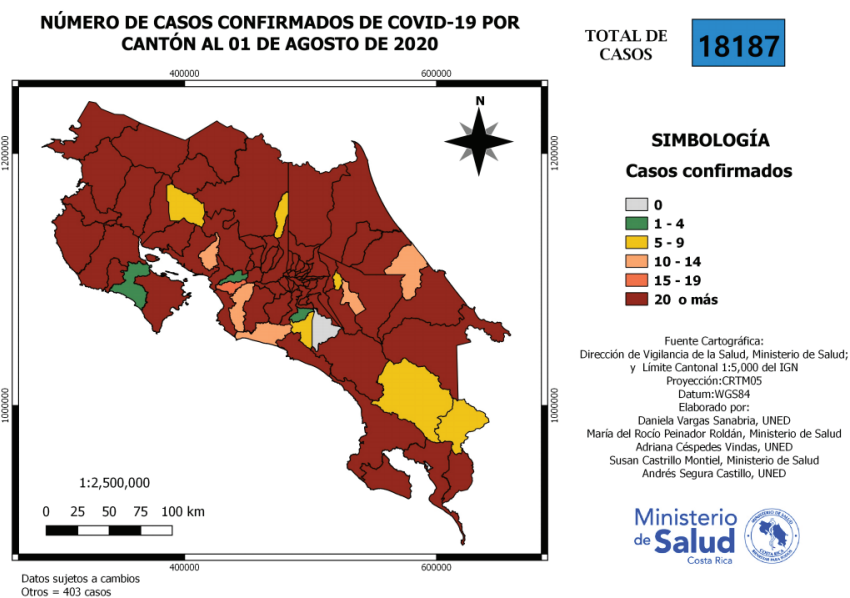 NÚMERO DE CASOS CONFIRMADOS DE COVID-19 POR
CANTÓN AL 01 DE AGOSTO DE 2020
TOTAL DE
CASOS
18187
400000
600000
N
1200000
1200000
1000000
1000000
SIMBOLOGÍA
Casos confirmados
0
1 - 4
5 - 9
10 - 14
15 - 19
20 o más
Fuente Cartográfica:
Dirección de Vigilancia de la Salud, Ministerio de Salud;
y Límite Cantonal 1:5,000 del IGN
Proyección:CRTM05
Datum:WGS84
Elaborado por:
Daniela Vargas Sanabria, UNED
María del Rocío Peinador Roldán, Ministerio de Salud
Adriana Céspedes Vindas, UNED
Susan Castrillo Montiel, Ministerio de Salud
Andrés Segura Castillo, UNED
1:2,500,000
0 25 50 75 100 km
400000
600000
Ministerio
de Salud
Costa Rica
MINISTERIO DE SALUD
COSTA RICA
Datos sujetos a cambios
Otros = 403 casos